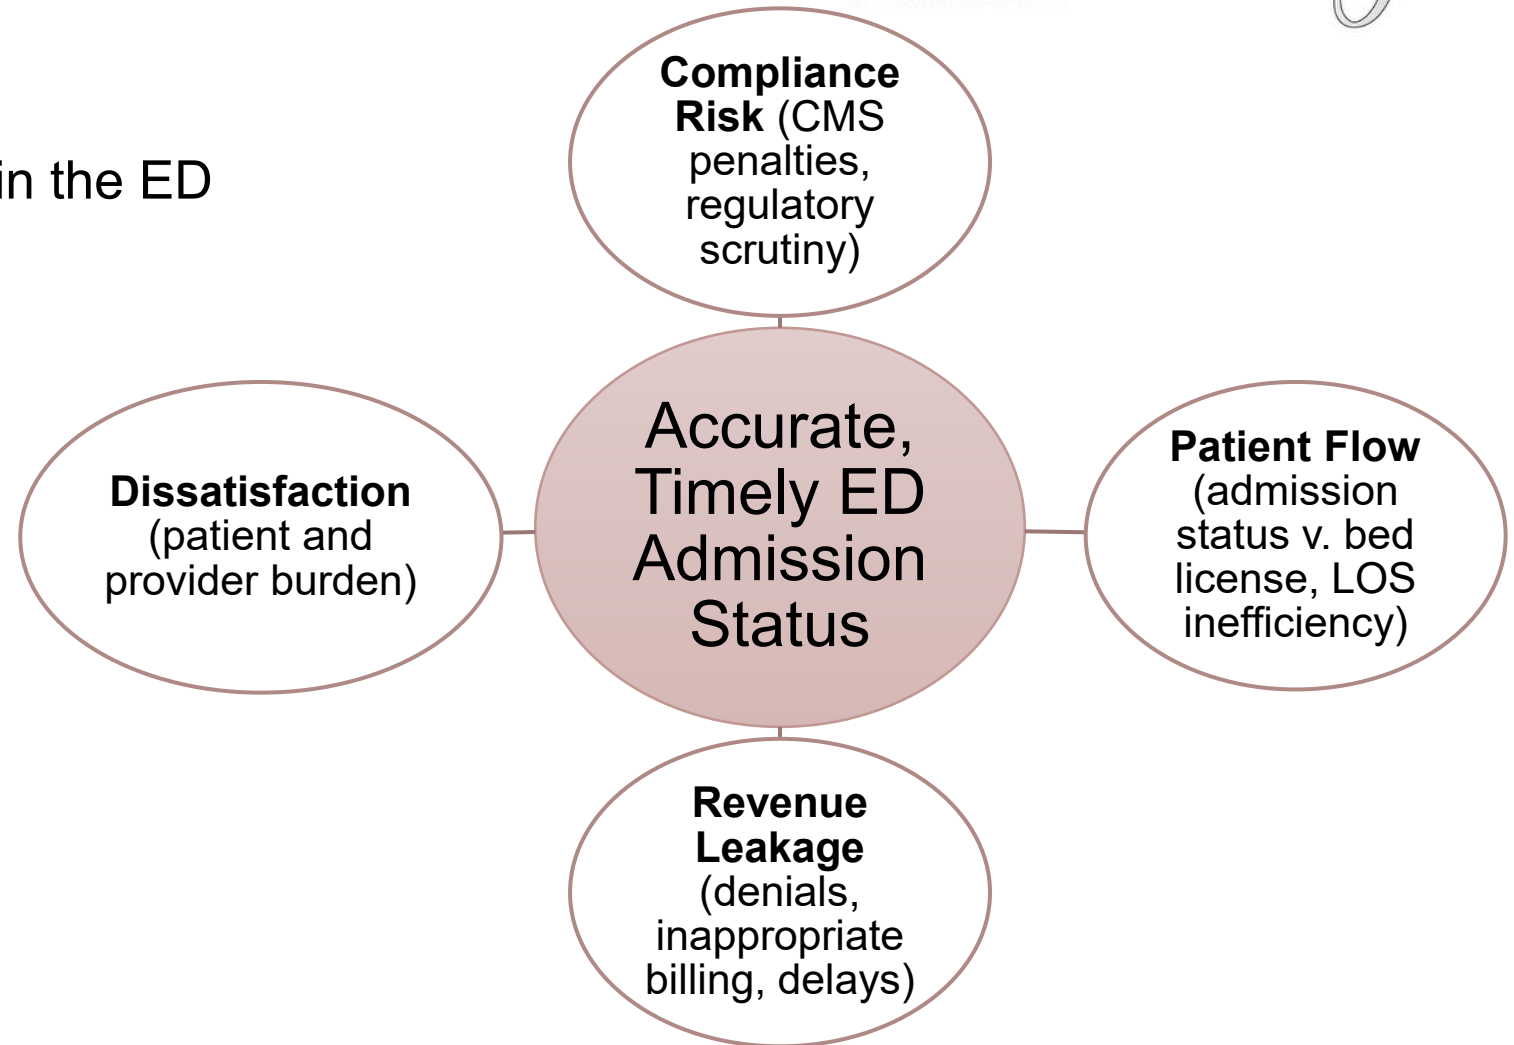 in the ED
Compliance
Risk (CMS
penalties,
regulatory
scrutiny)
Accurate,
Timely ED
Admission
Status
Patient Flow
(admission
status v. bed
license, LOS
inefficiency)
Revenue
Leakage
(denials,
inappropriate
billing, delays)
Dissatisfaction
(patient and
provider burden)